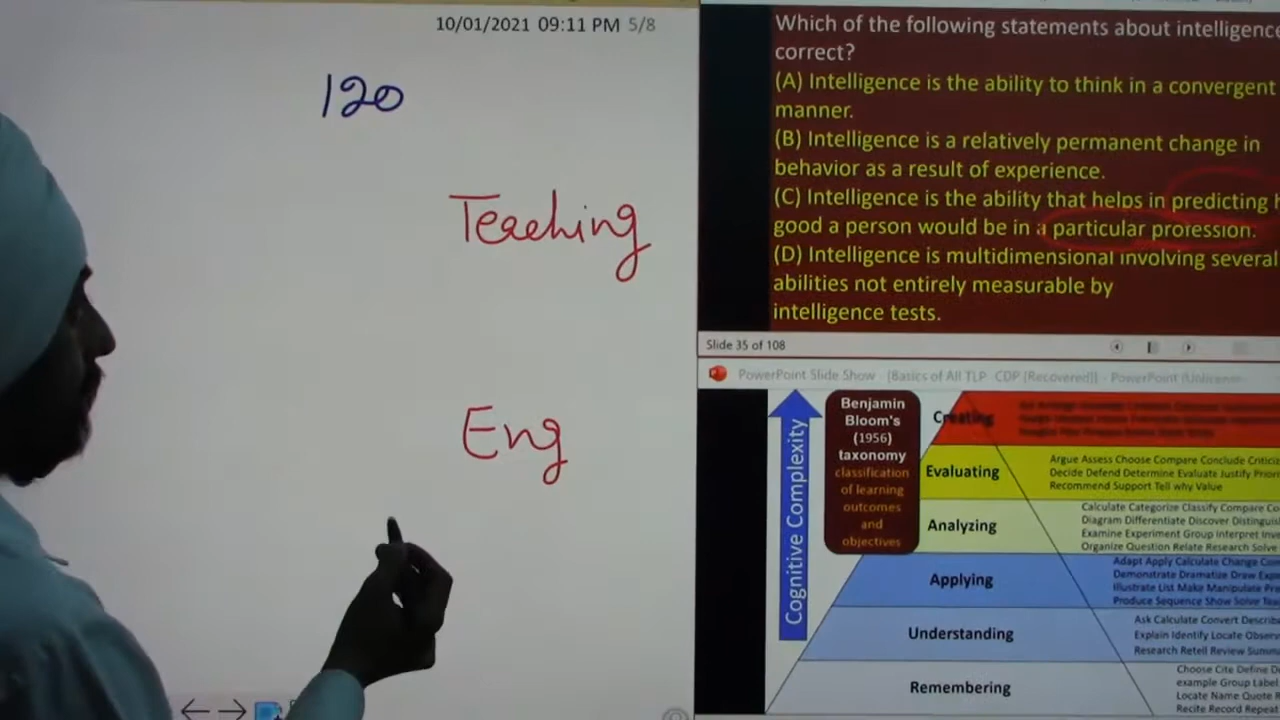 10/01/2021 09:11 PM 5/8
120
Teaching
Eng
Which of the following statements about intelligence
correct?
(A) Intelligence is the ability to think in a convergent
manner.
(B) Intelligence is a relatively permanent change in
behavior as a result of experience.
(C) Intelligence is the ability that helps in predicting
good a person would be in a particular profession.
(D) Intelligence is multidimensional involving several
abilities not entirely measurable by
intelligence tests.
Slide 35 of 108
PowerPoint Slide Show - [Basics of All TLP CDP [Recovered]] - PowerPoint
Cognitive Complexity
Benjamin
Bloom's
(1956)
taxonomy
classification
of learning
outcomes
and
objectives
Creating
Evaluating
Argue Assess Choose Compare Conclude
Decide Defend Determine Evaluate Justify
Recommend Support Tell why Value
Analyzing
Calculate Categorize Classify Compare
Diagram Differentiate Discover
Examine Experiment Group Interpret
Organize Question Relate Research Solve
Applying
Adapt Apply Calculate Change
Demonstrate Dramatize Draw
Illustrate List Make Manipulate
Produce Sequence Show Solve
Understanding
Ask Calculate Convert
Explain Identify Locate
Research Retell Review
Remembering
Choose Cite Define
example Group Label
Locate Name Quote
Recite Record Repeat